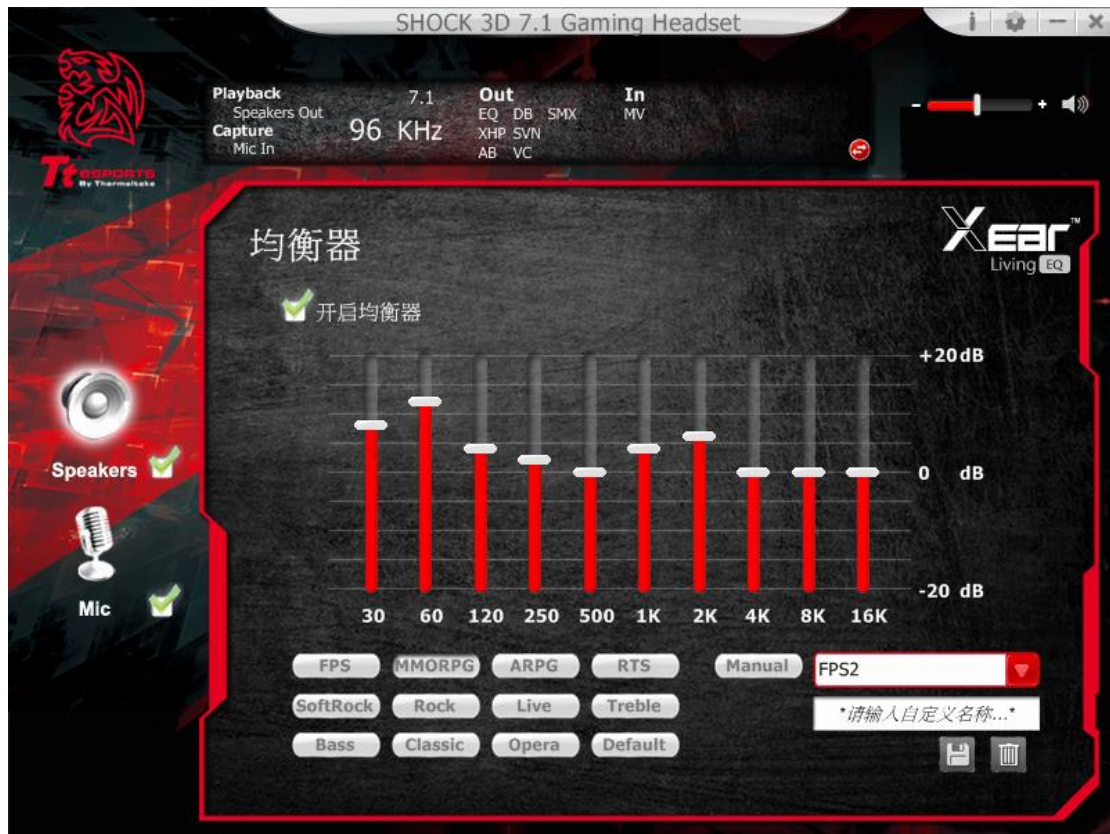 SHOCK 3D 7.1 Gaming Headset
i
Playback
Speakers Out
Capture
Mic In
7.1
96 KHz
Out
EQ DB SMX
XHP SVN
AB VC
In
MV
- +
Tt eSPORTS
By Thermaltake
均衡器
Xear™
Living EQ
开启均衡器
+20dB
0 dB
-20 dB
Speakers
Mic
30 60 120 250 500 1K 2K 4K 8K 16K
FPS MMORPG ARPG RTS Manual FPS2
SoftRock Rock Live Treble *请输入自定义名称...*
Bass Classic Opera Default